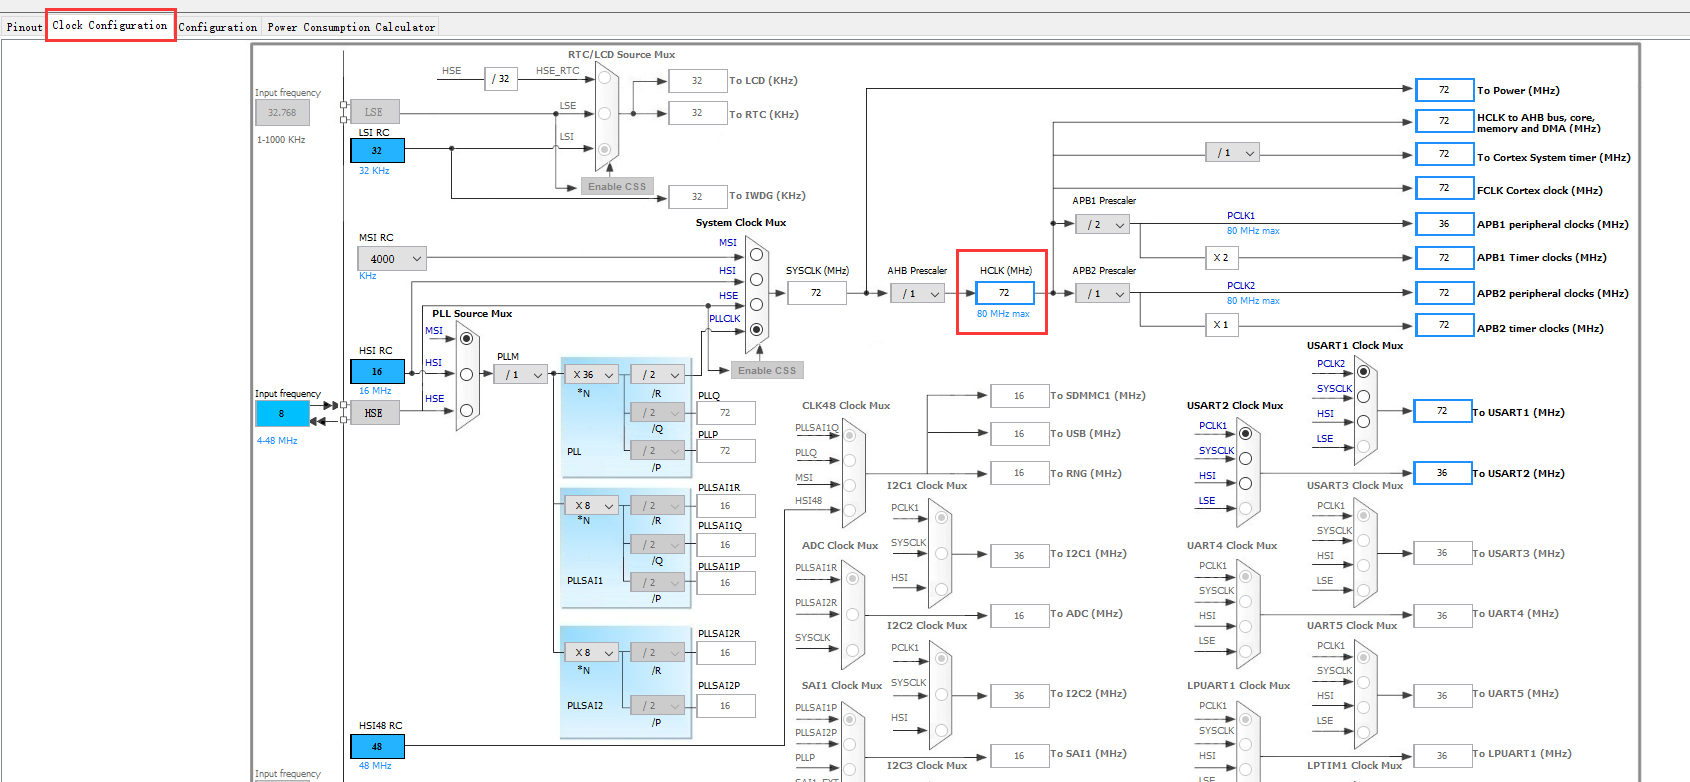 Pinout
Clock Configuration
Configuration
Power Consumption Calculator
RTC/LCD Source Mux
HSE
/ 32
HSE_RTC
32
To LCD (KHz)
Input frequency
32.768
1-1000 KHz
LSE
LSE
32
To RTC (KHz)
LSI RC
32
32 KHz
LSI
Enable CSS
32
To IWDG (KHz)
72
To Power (MHz)
72
HCLK to AHB bus, core,
memory and DMA (MHz)
/ 1
72
To Cortex System timer (MHz)
72
FCLK Cortex clock (MHz)
System Clock Mux
MSI RC
4000
KHz
MSI
HSI
HSE
PLLCLK
Enable CSS
SYSCLK (MHz)
72
AHB Prescaler
/ 1
HCLK (MHz)
72
80 MHz max
APB1 Prescaler
/ 2
PCLK1
80 MHz max
36
APB1 peripheral clocks (MHz)
X 2
72
APB1 Timer clocks (MHz)
APB2 Prescaler
/ 1
PCLK2
80 MHz max
72
APB2 peripheral clocks (MHz)
X 1
72
APB2 timer clocks (MHz)
PLL Source Mux
MSI
HSI
HSE
HSI RC
16
16 MHz
Input frequency
8
4-48 MHz
HSE
PLLM
/ 1
X 36
*N
/ 2
/R
PLLQ
/ 2
72
/Q
PLLP
/ 2
72
/P
PLL
PLLSAI1R
X 8
*N
/ 2
16
/R
PLLSAI1Q
/ 2
16
/Q
PLLSAI1P
/ 2
16
/P
PLLSAI1
PLLSAI2R
X 8
*N
/ 2
16
/R
PLLSAI2P
/ 2
16
/P
PLLSAI2
HSI48 RC
48
48 MHz
Input frequency
CLK48 Clock Mux
PLLSAI1Q
PLLQ
MSI
HSI48
16
To SDMMC1 (MHz)
16
To USB (MHz)
16
To RNG (MHz)
ADC Clock Mux
PLLSAI1R
PLLSAI2R
SYSCLK
16
To ADC (MHz)
SAI1 Clock Mux
PLLSAI1P
PLLSAI2P
PLLP
16
To SAI1 (MHz)
I2C1 Clock Mux
PCLK1
SYSCLK
HSI
36
To I2C1 (MHz)
I2C2 Clock Mux
PCLK1
SYSCLK
HSI
36
To I2C2 (MHz)
I2C3 Clock Mux
USART1 Clock Mux
PCLK2
SYSCLK
HSI
LSE
72
To USART1 (MHz)
USART2 Clock Mux
PCLK1
SYSCLK
HSI
LSE
36
To USART2 (MHz)
USART3 Clock Mux
PCLK1
SYSCLK
HSI
LSE
36
To USART3 (MHz)
UART4 Clock Mux
PCLK1
SYSCLK
HSI
LSE
36
To UART4 (MHz)
UART5 Clock Mux
PCLK1
SYSCLK
HSI
LSE
36
To UART5 (MHz)
LPUART1 Clock Mux
PCLK1
SYSCLK
HSI
LSE
36
To LPUART1 (MHz)
LPTIM1 Clock Mux